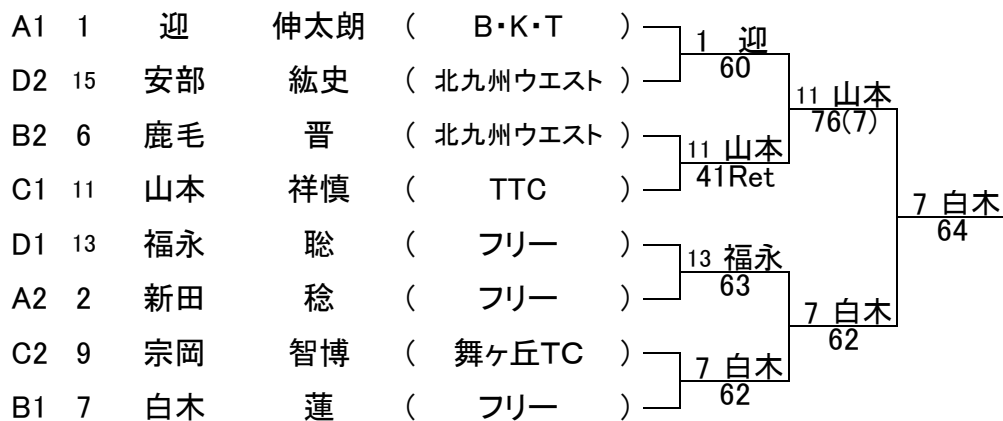 A1 1 迎 伸太朗 ( B・K・T )
1 迎
60
D2 15 安部 紘史 ( 北九州ウエスト )
11 山本
76(7)
B2 6 鹿毛 晋 ( 北九州ウエスト )
11 山本
41Ret
C1 11 山本 祥慎 ( TTC )
7 白木
64
D1 13 福永 聡 ( フリー )
13 福永
63
A2 2 新田 稔 ( フリー )
7 白木
62
C2 9 宗岡 智博 ( 舞ヶ丘TC )
7 白木
62
B1 7 白木 蓮 ( フリー )